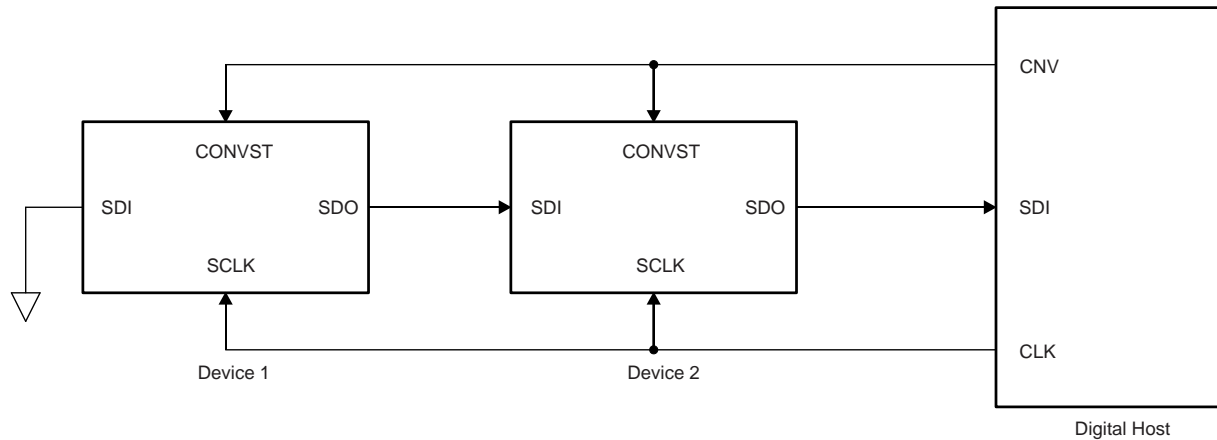 CNV
CONVST
CONVST
SDI
SDO
SDI
SDO
SDI
SCLK
SCLK
CLK
Device 1
Device 2
Digital Host